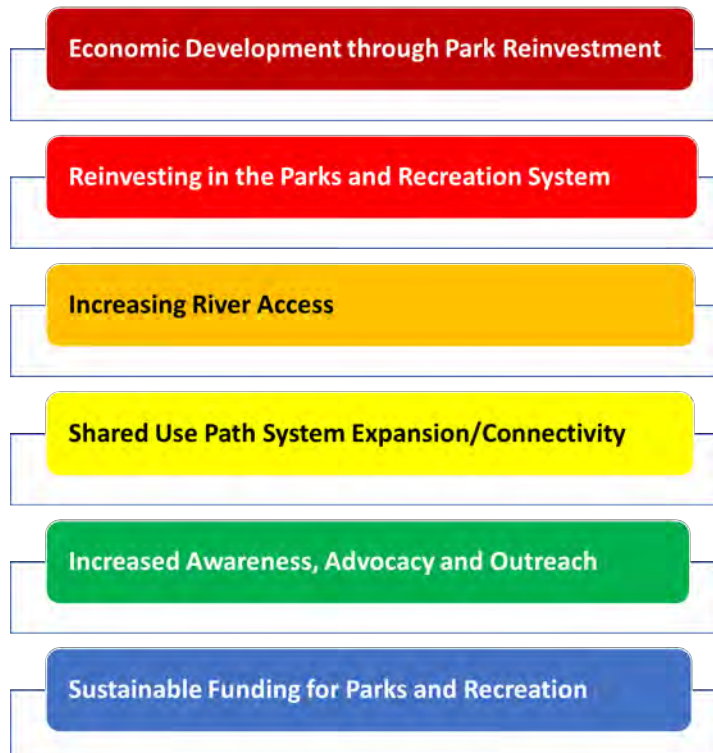 Economic Development through Park Reinvestment
Reinvesting in the Parks and Recreation System
Increasing River Access
Shared Use Path System Expansion/Connectivity
Increased Awareness, Advocacy and Outreach
Sustainable Funding for Parks and Recreation